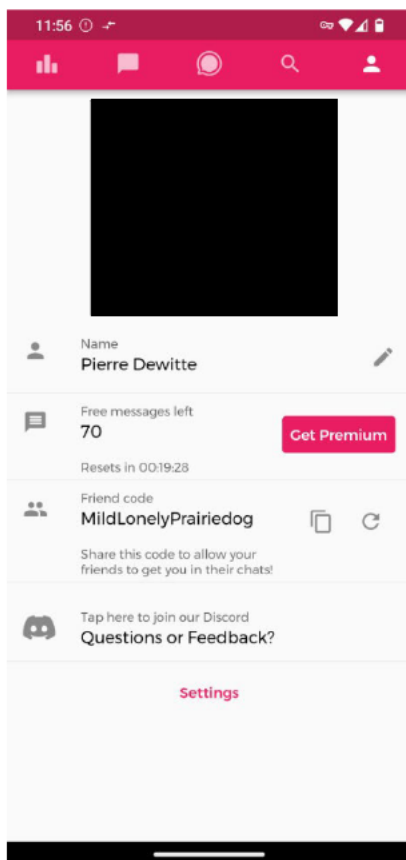 11:56
Name
Pierre Dewitte
Free messages left
70
Get Premium
Resets in 00:19:28
Friend code
MildLonelyPrairiedog
Share this code to allow your
friends to get you in their chats!
Tap here to join our Discord
Questions or Feedback?
Settings